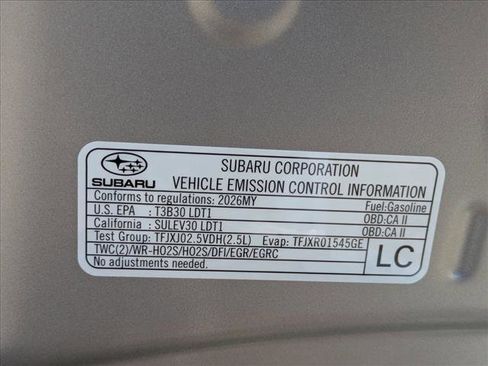 SUBARU CORPORATION
SUBARU VEHICLE EMISSION CONTROL INFORMATION
Conforms to regulations: 2026MY Fuel:Gasoline
U.S. EPA : T3B30 LDT1 OBD:CA II
California : SULEV30 LDT1 OBD:CA II
Test Group: TFJXJ02.5VDH(2.5L) Evap: TFJXR01545GE
TWC(2)/WR-HO2S/HO2S/DFI/EGR/EGRC
No adjustments needed.
LC